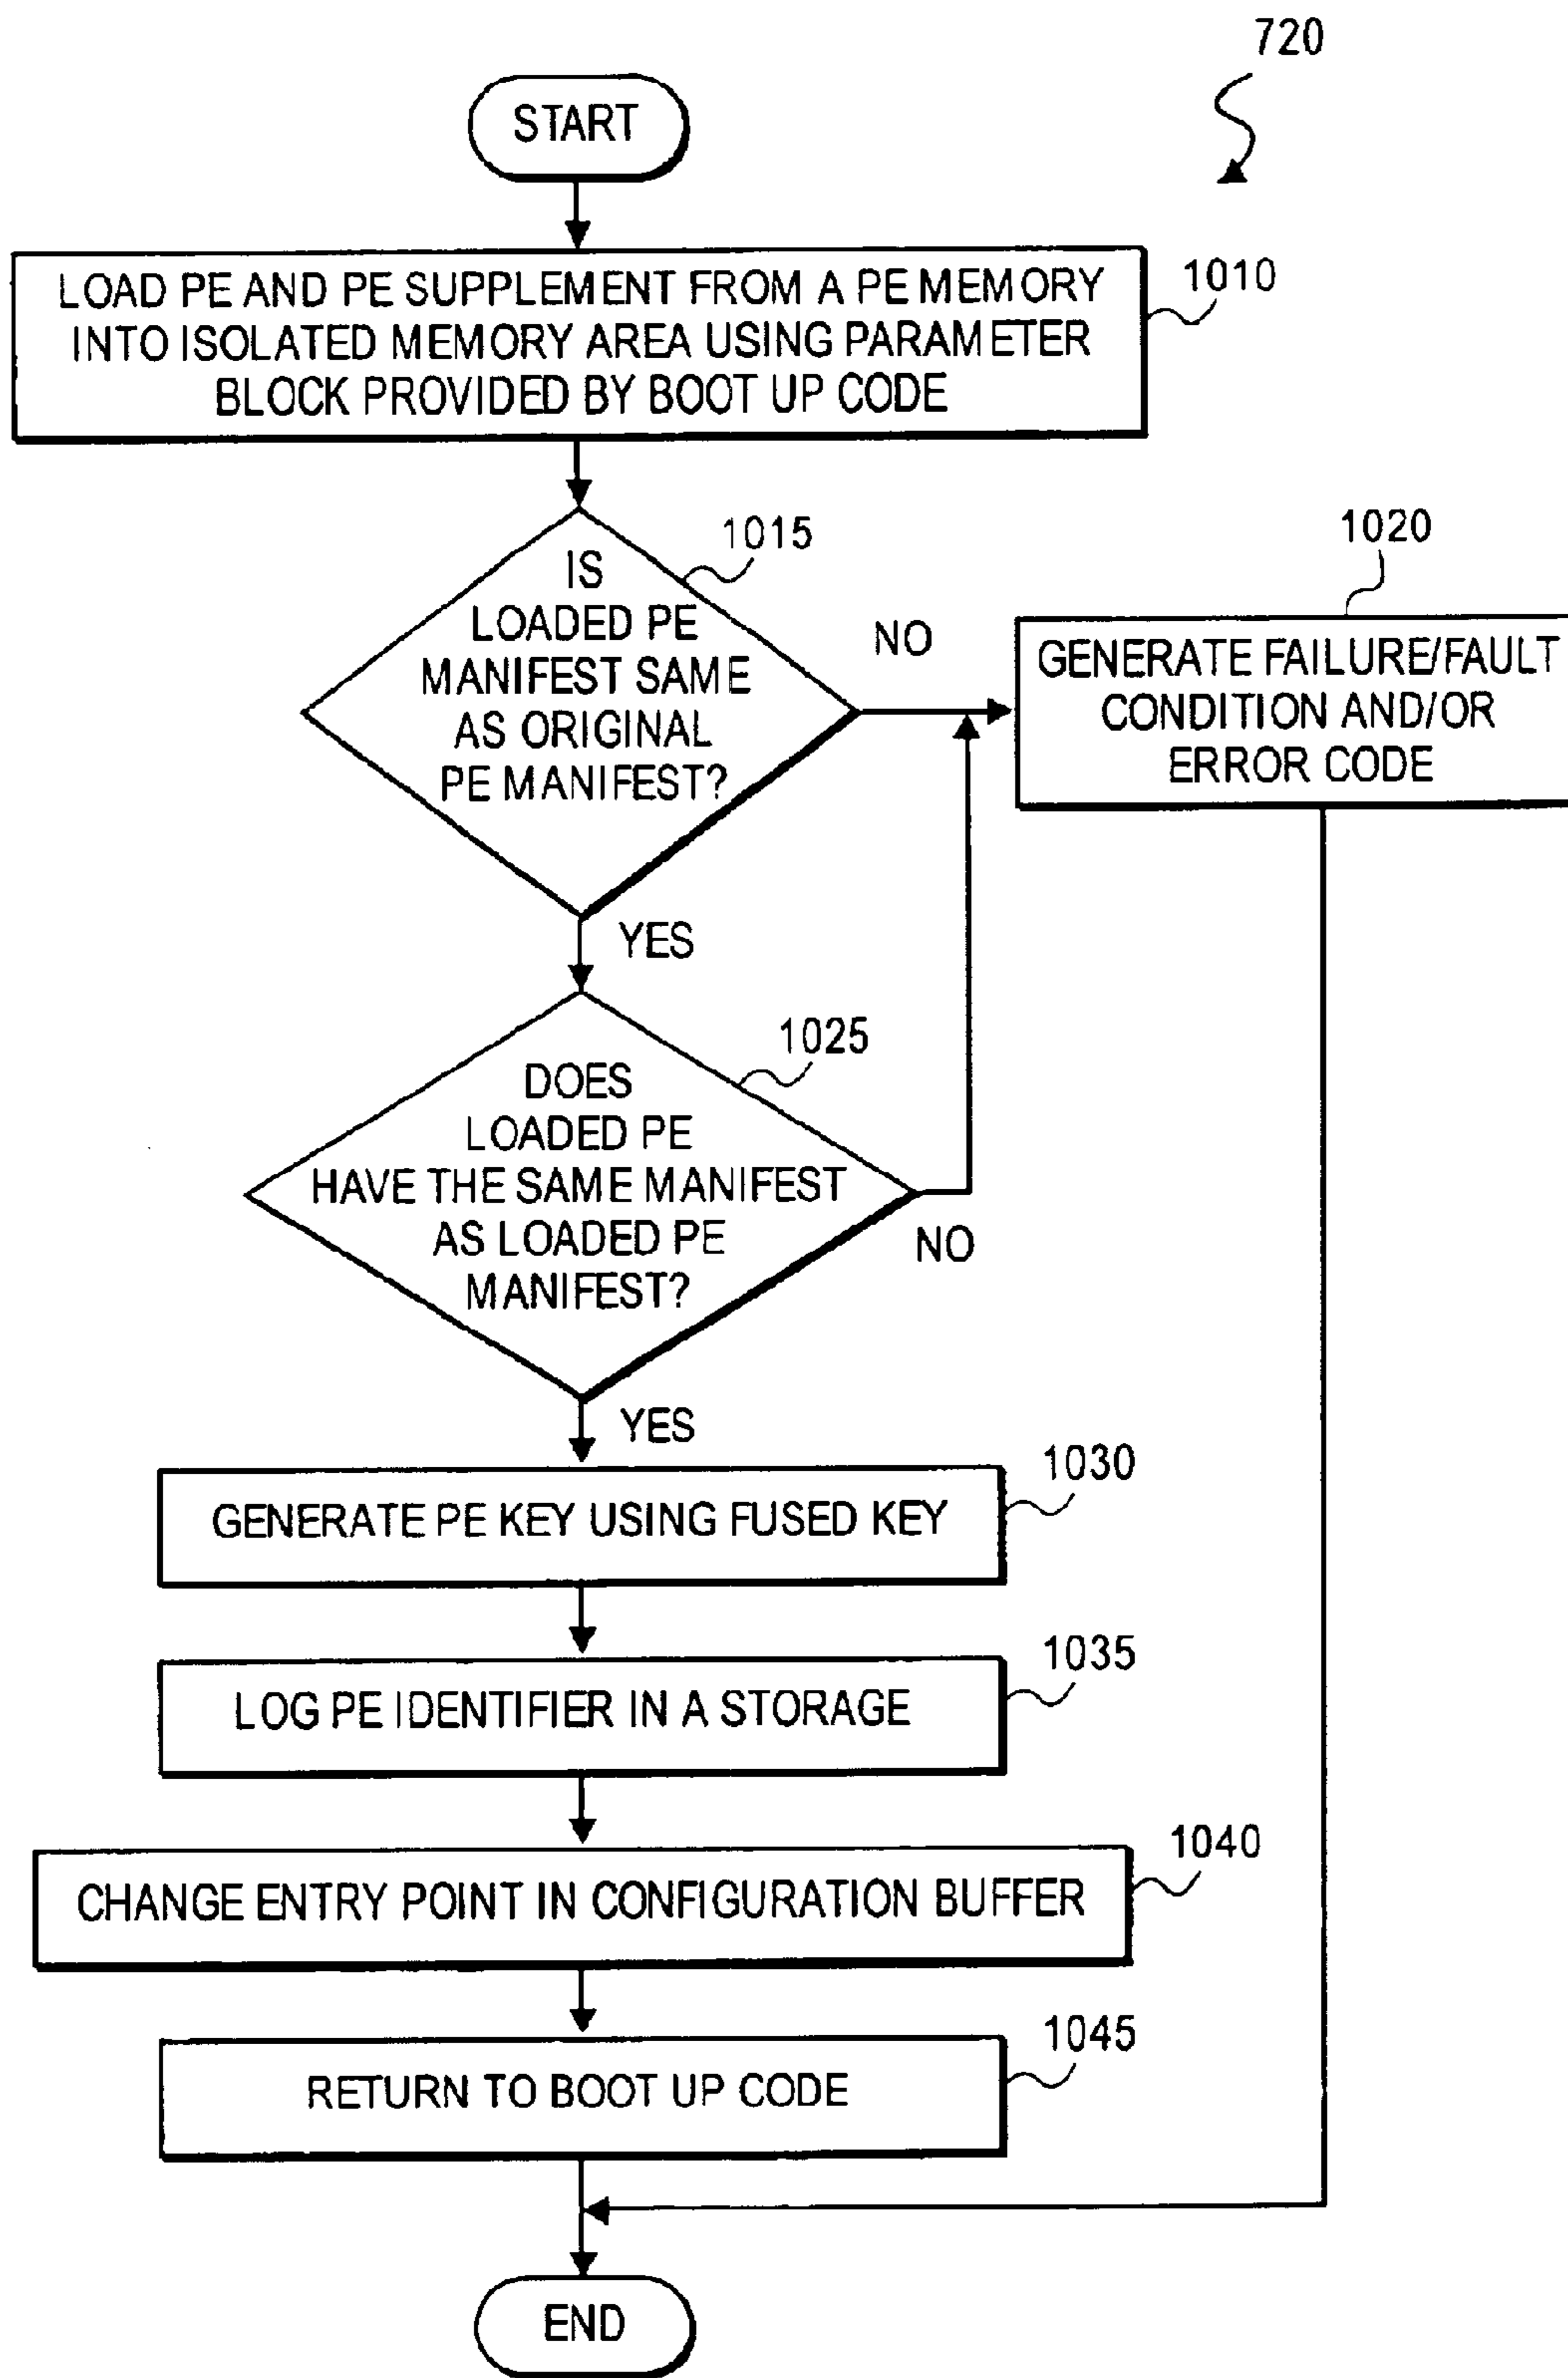 720
START
LOAD PE AND PE SUPPLEMENT FROM A PE MEMORY
INTO ISOLATED MEMORY AREA USING PARAMETER
BLOCK PROVIDED BY BOOT UP CODE
1010
IS
LOADED PE
MANIFEST SAME
AS ORIGINAL
PE MANIFEST?
1015
NO
1020
GENERATE FAILURE/FAULT
CONDITION AND/OR
ERROR CODE
YES
DOES
LOADED PE
HAVE THE SAME MANIFEST
AS LOADED PE
MANIFEST?
1025
NO
YES
GENERATE PE KEY USING FUSED KEY
1030
LOG PE IDENTIFIER IN A STORAGE
1035
CHANGE ENTRY POINT IN CONFIGURATION BUFFER
1040
RETURN TO BOOT UP CODE
1045
END